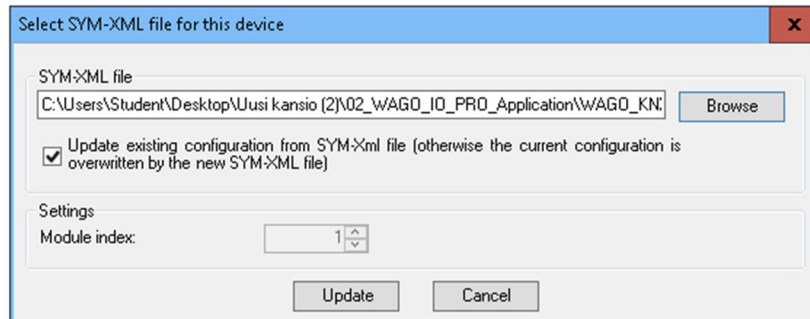 Select SYM-XML file for this device
x
SYM-XML file
C:\Users\Student\Desktop\Uusi kansio (2)\02_WAGO_IO_PRO_Application\WAGO_KN
Browse
Update existing configuration from SYM-Xml file (otherwise the current configuration is
overwritten by the new SYM-XML file)
Settings
Module index:
1
Update
Cancel